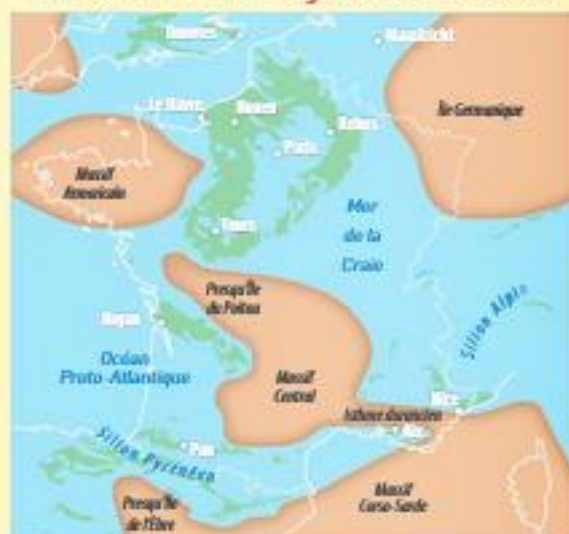 Maastricht
Le Havre
Rouen
Reims
Paris
Île Germanique
Massif
Armoricain
Mer
de la
Craie
Tours
Presqu'île
du Poitou
Royan
Océan
Proto-Atlantique
Massif
Central
Sillon Alpin
Nice
Isthme durancien
Aix
Sillon Pyrénéen
Pau
Massif
Corso-Sarde
Presqu'île
de l'Èbre